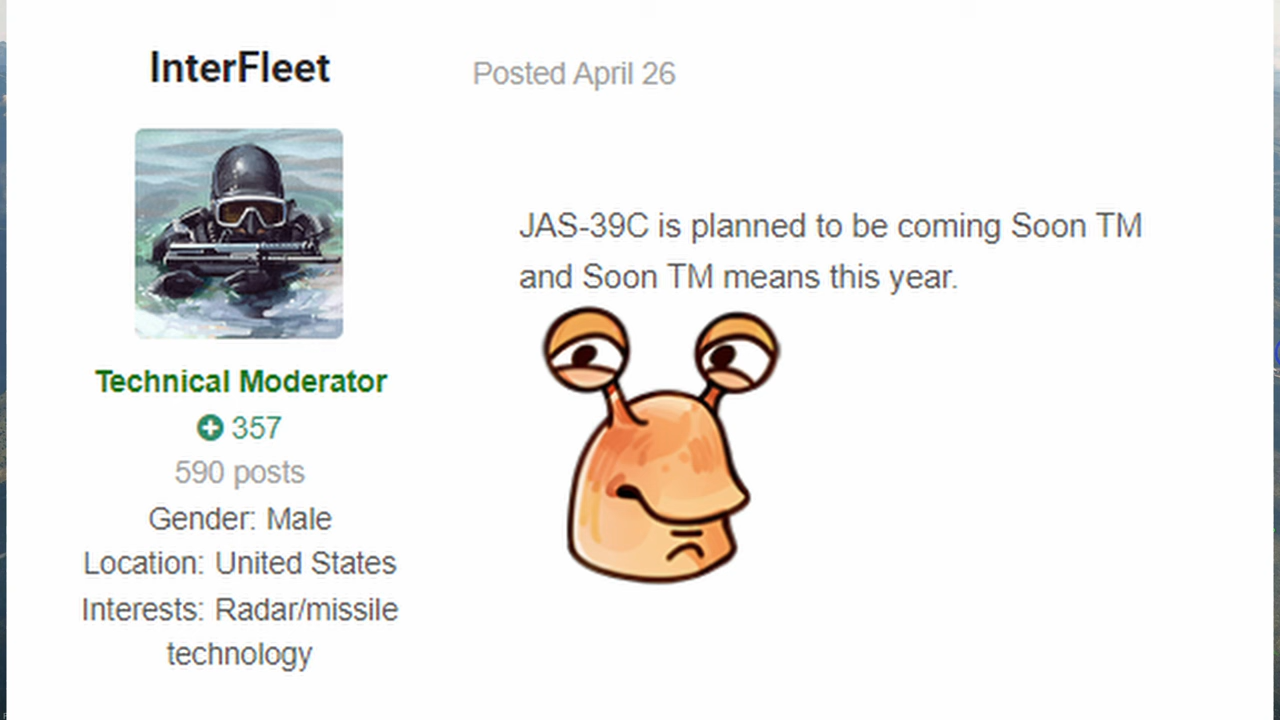 InterFleet
Posted April 26
JAS-39C is planned to be coming Soon TM
and Soon TM means this year.
Technical Moderator
357
590 posts
Gender: Male
Location: United States
Interests: Radar/missile
technology